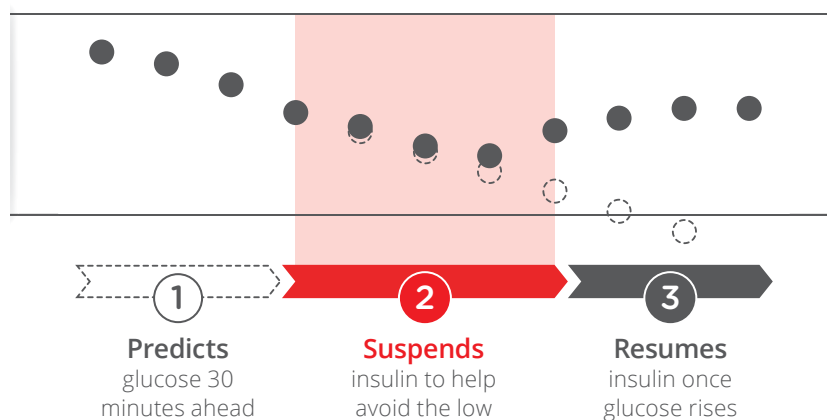 1
Predicts
glucose 30
minutes ahead
2
Suspends
insulin to help
avoid the low
3
Resumes
insulin once
glucose rises